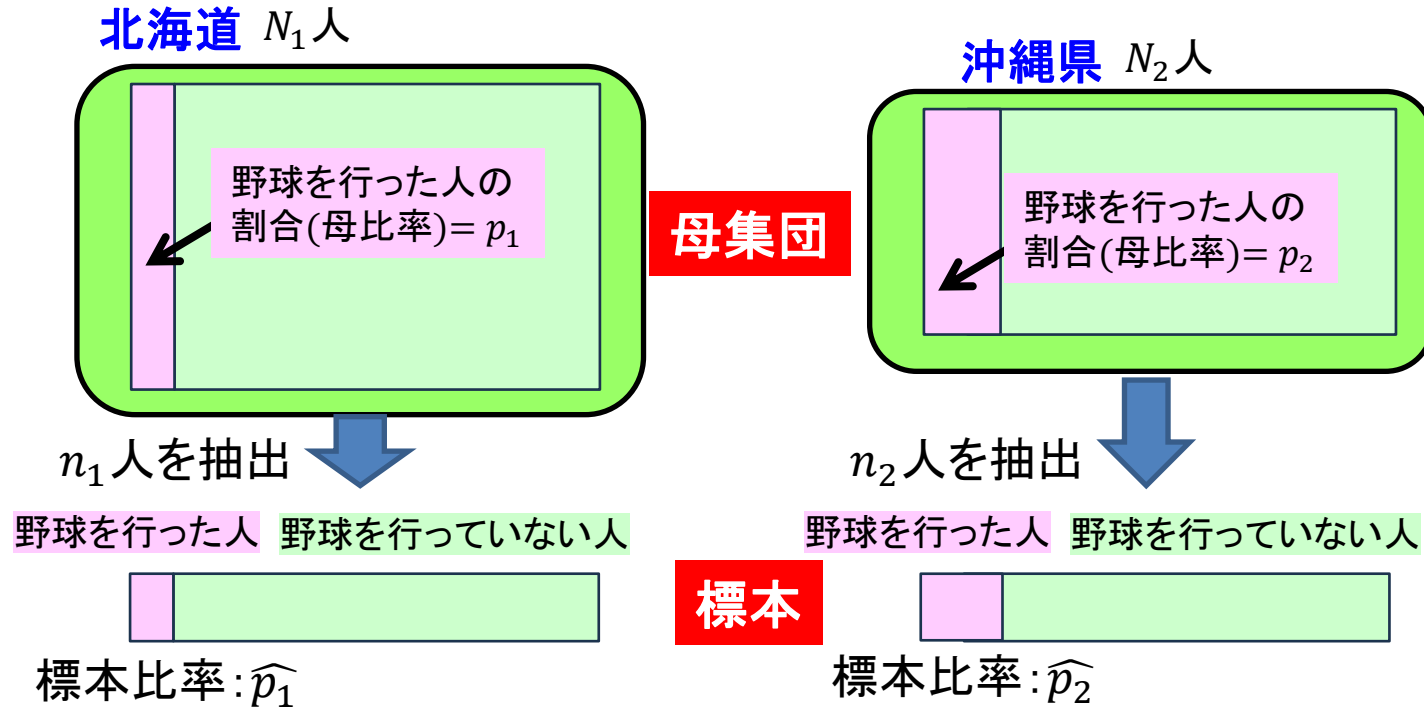 北海道 N₁人
沖縄県 N₂人
野球を行った人の
割合(母比率)= p₁
母集団
野球を行った人の
割合(母比率)= p₂
n₁人を抽出
n₂人を抽出
野球を行った人 野球を行っていない人
野球を行った人 野球を行っていない人
標本
標本比率:p̂₁
標本比率:p̂₂